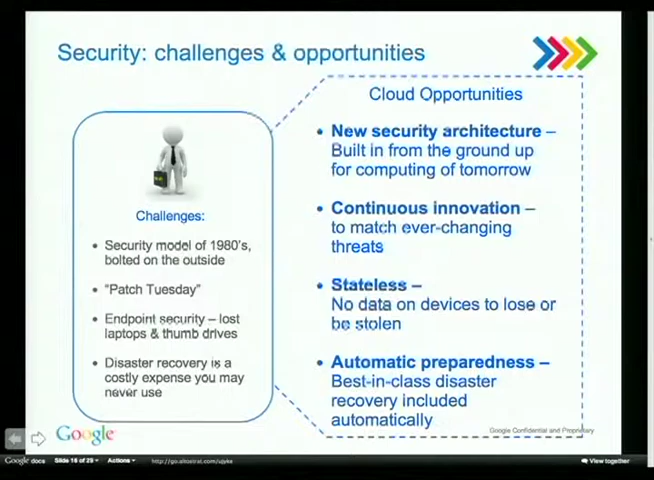 Security: challenges & opportunities
Challenges:
• Security model of 1980's,
bolted on the outside
• "Patch Tuesday"
• Endpoint security – lost
laptops & thumb drives
• Disaster recovery is a
costly expense you may
never use
Cloud Opportunities
• New security architecture –
Built in from the ground up
for computing of tomorrow
• Continuous innovation –
to match ever-changing
threats
• Stateless –
No data on devices to lose or
be stolen
• Automatic preparedness –
Best-in-class disaster
recovery included
automatically
Google
Google Confidential and Proprietary
Google docs Slide 16 of 29 Actions
View together